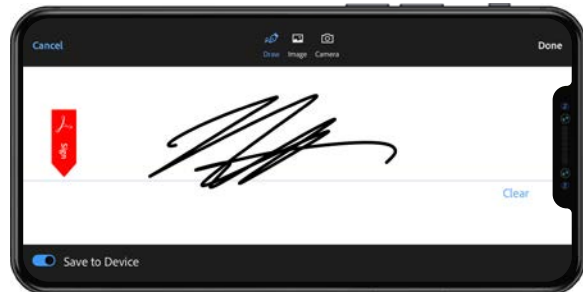 Cancel
Draw Image Camera
Done
Sign
Clear
Save to Device